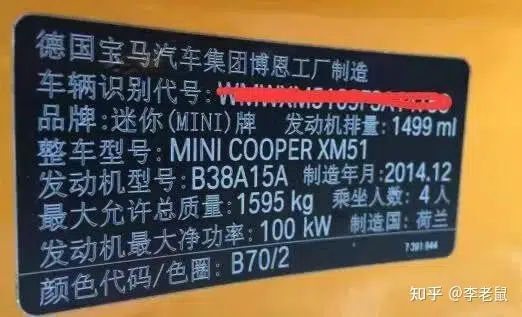 德国宝马汽车集团博恩工厂制造
车辆识别代号:
品牌: 迷你(MINI)牌 发动机排量: 1499 ml
整车型号: MINI COOPER XM51
发动机型号: B38A15A 制造年月: 2014.12
最大允许总质量: 1595 kg 乘坐人数: 4 人
发动机最大净功率: 100 kW 制造国: 荷兰
颜色代码/色圈: B70/2
7 391 944
知乎 @李老鼠